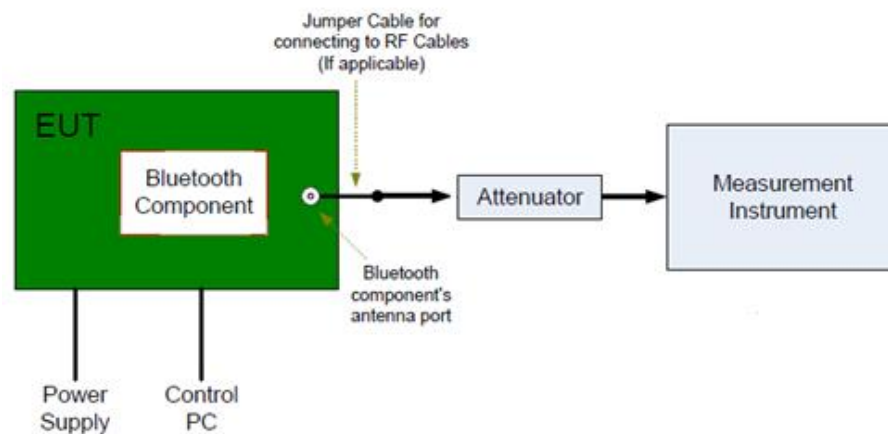 Jumper Cable for
connecting to RF Cables
(If applicable)
EUT
Bluetooth
Component
Attenuator
Measurement
Instrument
Bluetooth
component's
antenna port
Power
Supply
Control
PC